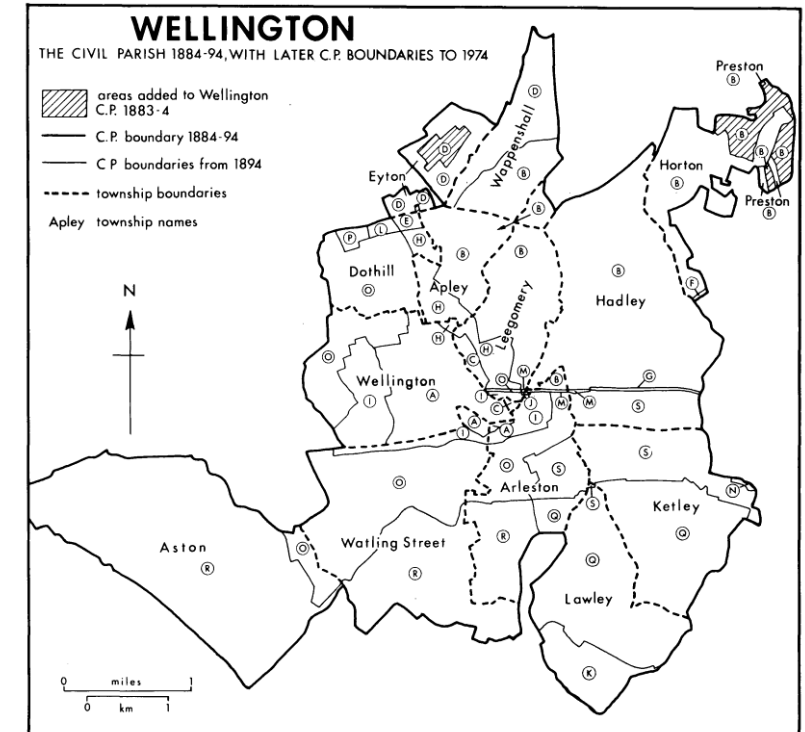 WELLINGTON
THE CIVIL PARISH 1884-94, WITH LATER C.P. BOUNDARIES TO 1974
areas added to Wellington
C.P. 1883-4
C.P. boundary 1884-94
CP boundaries from 1894
township boundaries
Apley township names
N
Preston
B
D
Wappenshall
B
B
B
D
D
B
Horton
B
Eyton
D
D
B
Preston
B
E
P
L
H
B
B
Dothill
O
Apley
Leegomery
B
Hadley
F
H
H
O
C
H
Wellington
I
A
O
M
B
G
I
C
J
I
M
M
S
A
I
A
O
O
S
S
Arleston
N
Ketley
Aston
R
O
Watling Street
R
R
Q
S
Q
Q
Lawley
K
0 miles 1
0 km 1